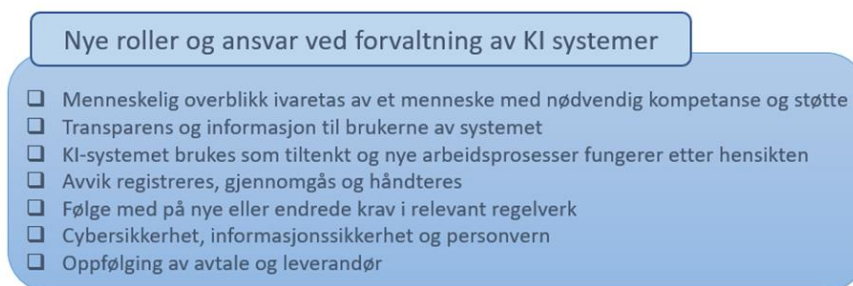 Nye roller og ansvar ved forvaltning av KI systemer
Menneskelig overblikk ivaretas av et menneske med nødvendig kompetanse og støtte
Transparens og informasjon til brukerne av systemet
KI-systemet brukes som tiltenkt og nye arbeidsprosesser fungerer etter hensikten
Avvik registreres, gjennomgås og håndteres
Følge med på nye eller endrede krav i relevant regelverk
Cybersikkerhet, informasjonssikkerhet og personvern
Oppfølging av avtale og leverandør